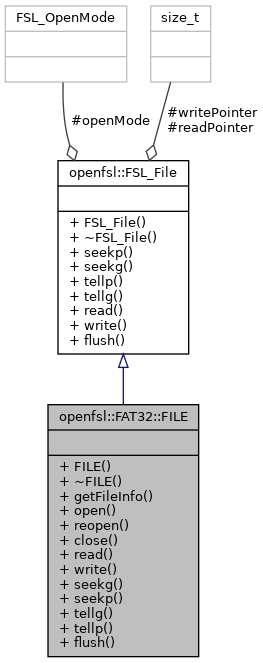 FSL_OpenMode
size_t
#openMode
#writePointer
#readPointer
openfsl::FSL_File
+ FSL_File()
+ ~FSL_File()
+ seekp()
+ seekg()
+ tellp()
+ tellg()
+ read()
+ write()
+ flush()
openfsl::FAT32::FILE
+ FILE()
+ ~FILE()
+ getFileInfo()
+ open()
+ reopen()
+ close()
+ read()
+ write()
+ seekg()
+ seekp()
+ tellg()
+ tellp()
+ flush()